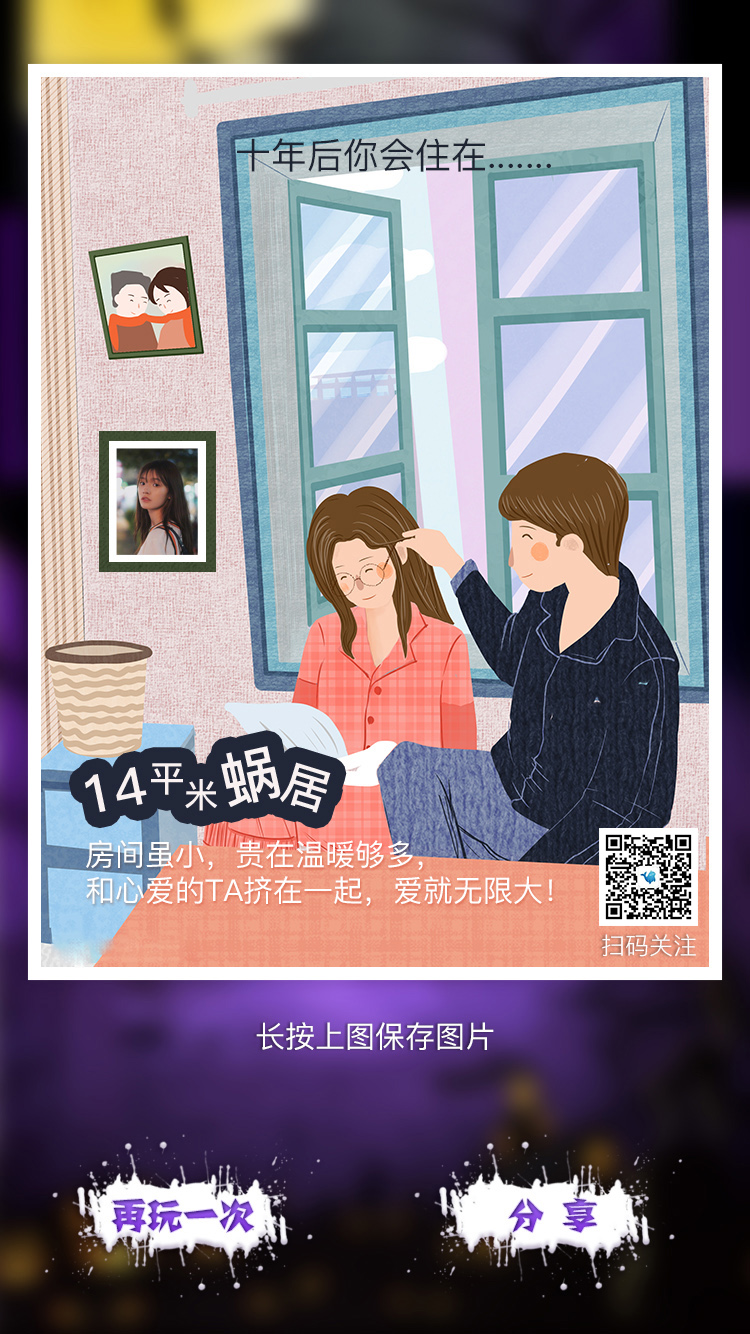 十年后你会住在.......
14平米蜗居
房间虽小，贵在温暖够多，
和心爱的TA挤在一起，爱就无限大！
扫码关注
长按上图保存图片
再玩一次
分 享